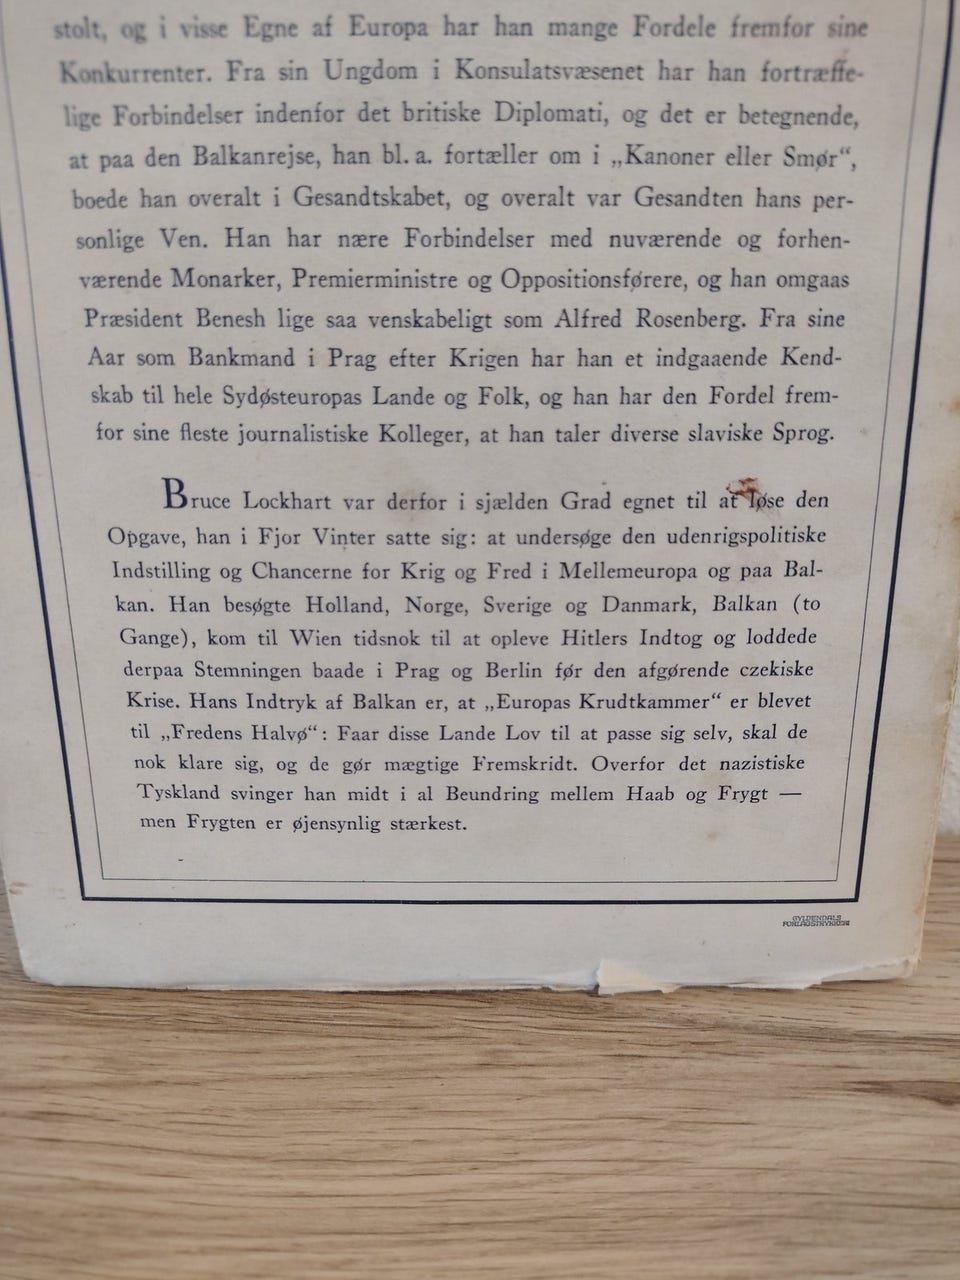 stolt, og i visse Egne af Europa har han mange Fordele fremfor sine
Konkurrenter. Fra sin Ungdom i Konsulatsvæsenet har han fortræffe-
lige Forbindelser indenfor det britiske Diplomati, og det er betegnende,
at paa den Balkanrejse, han bl. a. fortæller om i „Kanoner eller Smør“,
boede han overalt i Gesandtskabet, og overalt var Gesandten hans per-
sonlige Ven. Han har nære Forbindelser med nuværende og forhen-
værende Monarker, Premierministre og Oppositionsførere, og han omgaas
Præsident Benesh lige saa venskabeligt som Alfred Rosenberg. Fra sine
Aar som Bankmand i Prag efter Krigen har han et indgaaende Kend-
skab til hele Sydøsteuropas Lande og Folk, og han har den Fordel frem-
for sine fleste journalistiske Kolleger, at han taler diverse slaviske Sprog.
Bruce Lockhart var derfor i sjælden Grad egnet til at løse den
Opgave, han i Fjor Vinter satte sig: at undersøge den udenrigspolitiske
Indstilling og Chancerne for Krig og Fred i Mellemeuropa og paa Bal-
kan. Han besøgte Holland, Norge, Sverige og Danmark, Balkan (to
Gange), kom til Wien tidsnok til at opleve Hitlers Indtog og loddede
derpaa Stemningen baade i Prag og Berlin før den afgørende czekiske
Krise. Hans Indtryk af Balkan er, at „Europas Krudtkammer“ er blevet
til „Fredens Halvø“: Faar disse Lande Lov til at passe sig selv, skal de
nok klare sig, og de gør mægtige Fremskridt. Overfor det nazistiske
Tyskland svinger han midt i al Beundring mellem Haab og Frygt —
men Frygten er øjensynlig stærkest.
GYLDENDALS
FORLAGSTRYKKERI